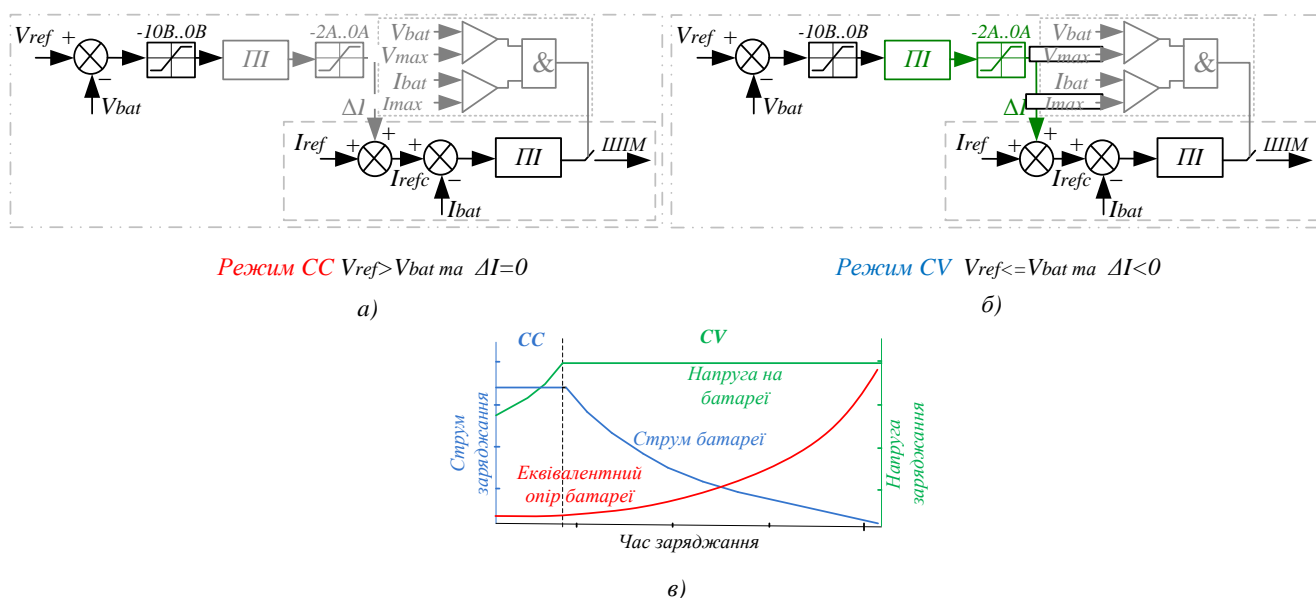 Vref + −
-10В..0В
ПІ
-2А..0А
Vbat
Vmax
Ibat
Imax
&
Vbat
ΔI
Iref + +
Irefc −
ПІ
ШІМ
Ibat
Режим CC Vref>Vbat та ΔI=0
а)
Vref + −
-10В..0В
ПІ
-2А..0А
Vbat
Vmax
Ibat
Imax
&
Vbat
ΔI
Iref + +
Irefc −
ПІ
ШІМ
Ibat
Режим CV Vref<=Vbat та ΔI<0
б)
CC
CV
Напруга на
батареї
Струм батареї
Еквівалентний
опір батареї
Струм
заряджання
Напруга
заряджання
Час заряджання
в)